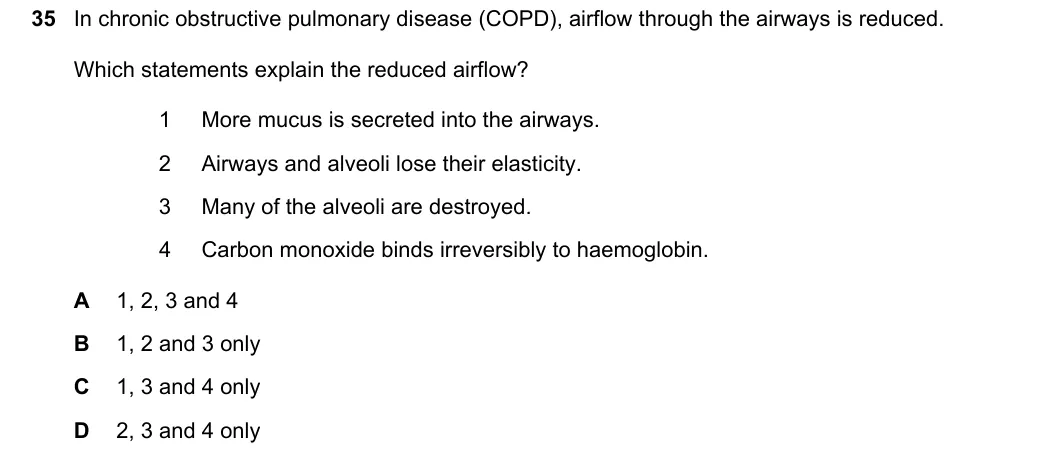 35 In chronic obstructive pulmonary disease (COPD), airflow through the airways is reduced.
Which statements explain the reduced airflow?
1 More mucus is secreted into the airways.
2 Airways and alveoli lose their elasticity.
3 Many of the alveoli are destroyed.
4 Carbon monoxide binds irreversibly to haemoglobin.
A 1, 2, 3 and 4
B 1, 2 and 3 only
C 1, 3 and 4 only
D 2, 3 and 4 only